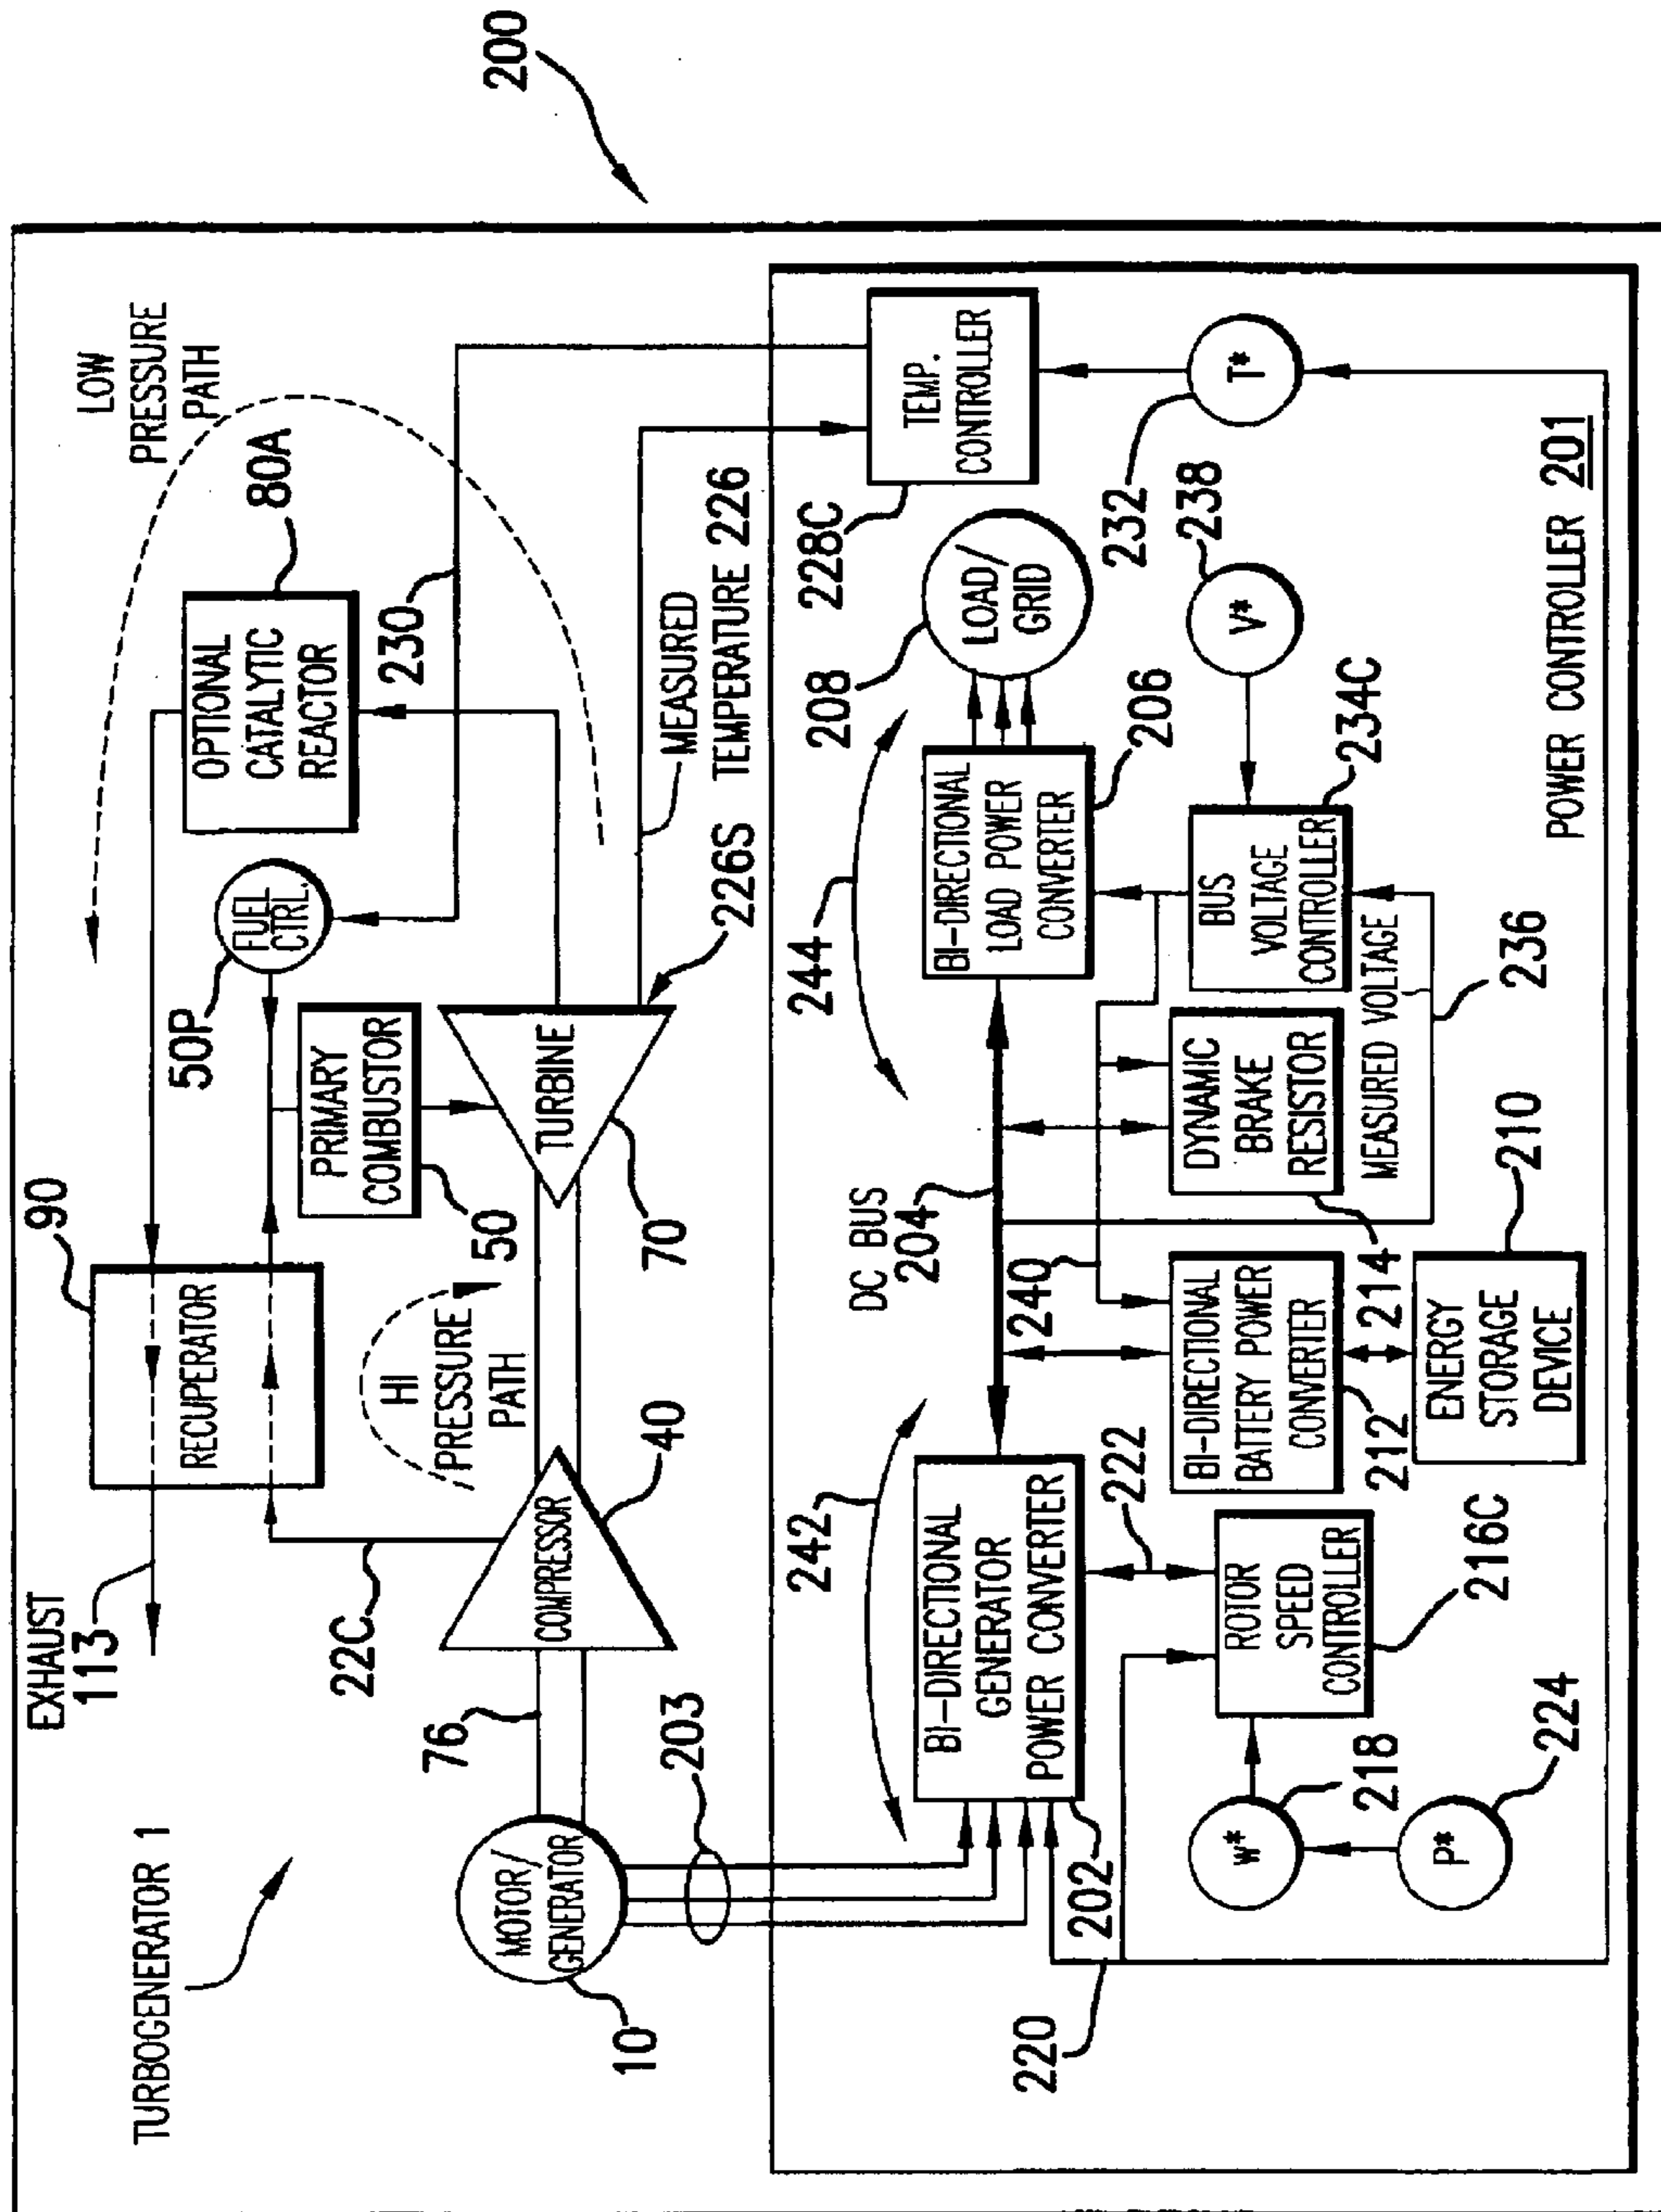 200
TURBOGENERATOR 1
EXHAUST
113
90
RECUPERATOR
50P
FUEL
CTRL.
OPTIONAL
CATALYTIC
REACTOR
80A
LOW
PRESSURE
PATH
22C
HI
PRESSURE
PATH
PRIMARY
COMBUSTOR
50
230
76
COMPRESSOR
40
TURBINE
70
226S
MEASURED
TEMPERATURE 226
MOTOR/
GENERATOR
10
203
242
244
208
228C
TEMP.
CONTROLLER
BI-DIRECTIONAL
GENERATOR
POWER CONVERTER
202
DC BUS
204
BI-DIRECTIONAL
LOAD POWER
CONVERTER
206
LOAD/
GRID
220
222
240
232
T*
238
V*
w*
218
P*
224
ROTOR
SPEED
CONTROLLER
216C
BI-DIRECTIONAL
BATTERY POWER
CONVERTER
212
214
DYNAMIC
BRAKE
RESISTOR
BUS
VOLTAGE
CONTROLLER
234C
MEASURED VOLTAGE
236
ENERGY
STORAGE
DEVICE
210
POWER CONTROLLER 201